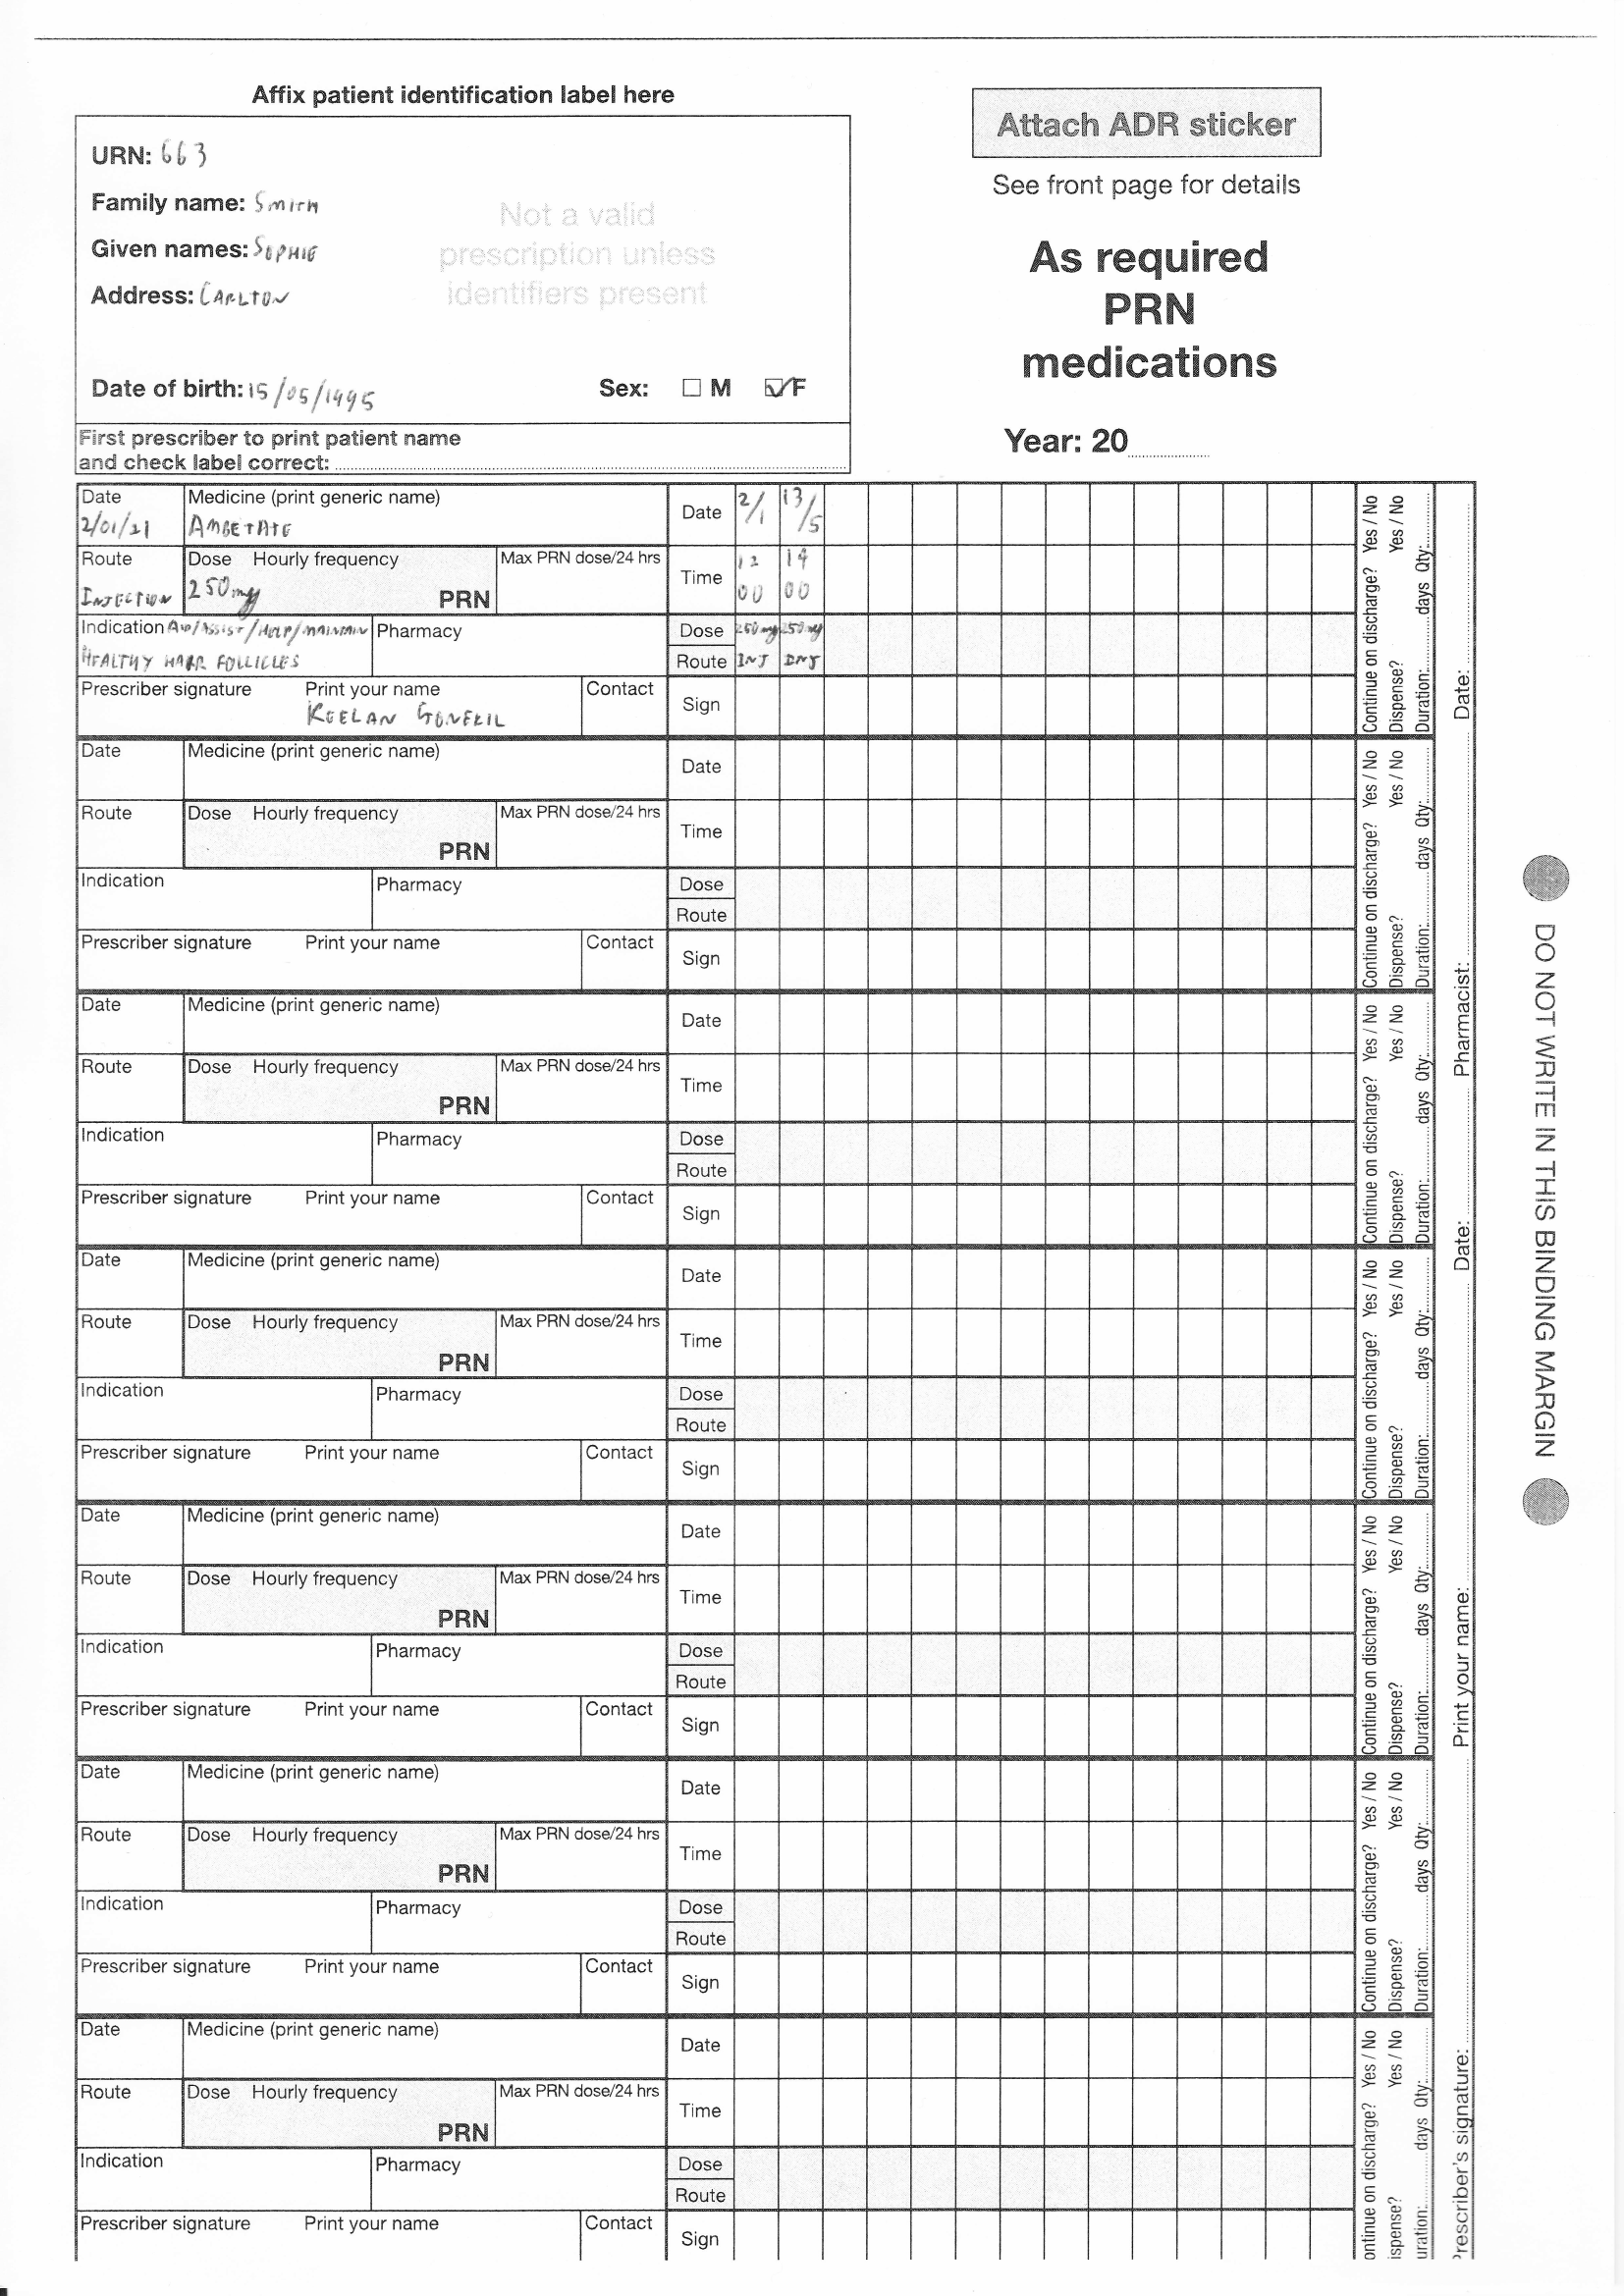 Affix patient identification label here
URN: 663
Family name: SMITH
Given names: SOPHIE
Address: CARLTON
Not a valid
prescription unless
identifiers present
Date of birth: 15/05/1995 Sex: M F
First prescriber to print patient name
and check label correct:
Attach ADR sticker
See front page for details
As required
PRN
medications
Year: 20
Date Medicine (print generic name) Date 2/1 13/5
2/01/21 AMBETATE
Route Dose Hourly frequency Max PRN dose/24 hrs Time 12 14
INJECTION 250mg PRN 00 00
Indication AID/ASSIST/HELP/MAINTAIN Pharmacy Dose 250mg 250mg
HEALTHY HAIR FOLLICLES Route INJ INJ
Prescriber signature Print your name Contact Sign
KEELAN
Continue on discharge? Yes / No
Dispense? Yes / No
Duration: days Qty:
Date Medicine (print generic name) Date
Route Dose Hourly frequency Max PRN dose/24 hrs Time
PRN
Indication Pharmacy Dose
Route
Prescriber signature Print your name Contact Sign
Continue on discharge? Yes / No
Dispense? Yes / No
Duration: days Qty:
Date Medicine (print generic name) Date
Route Dose Hourly frequency Max PRN dose/24 hrs Time
PRN
Indication Pharmacy Dose
Route
Prescriber signature Print your name Contact Sign
Continue on discharge? Yes / No
Dispense? Yes / No
Duration: days Qty:
Date Medicine (print generic name) Date
Route Dose Hourly frequency Max PRN dose/24 hrs Time
PRN
Indication Pharmacy Dose
Route
Prescriber signature Print your name Contact Sign
Continue on discharge? Yes / No
Dispense? Yes / No
Duration: days Qty:
Date Medicine (print generic name) Date
Route Dose Hourly frequency Max PRN dose/24 hrs Time
PRN
Indication Pharmacy Dose
Route
Prescriber signature Print your name Contact Sign
Continue on discharge? Yes / No
Dispense? Yes / No
Duration: days Qty:
Date Medicine (print generic name) Date
Route Dose Hourly frequency Max PRN dose/24 hrs Time
PRN
Indication Pharmacy Dose
Route
Prescriber signature Print your name Contact Sign
Continue on discharge? Yes / No
Dispense? Yes / No
Duration: days Qty:
Date Medicine (print generic name) Date
Route Dose Hourly frequency Max PRN dose/24 hrs Time
PRN
Indication Pharmacy Dose
Route
Prescriber signature Print your name Contact Sign
ontinue on discharge? Yes / No
ispense? Yes / No
uration: days Qty:
rescriber's signature: Print your name: Date: Pharmacist: Date:
DO NOT WRITE IN THIS BINDING MARGIN